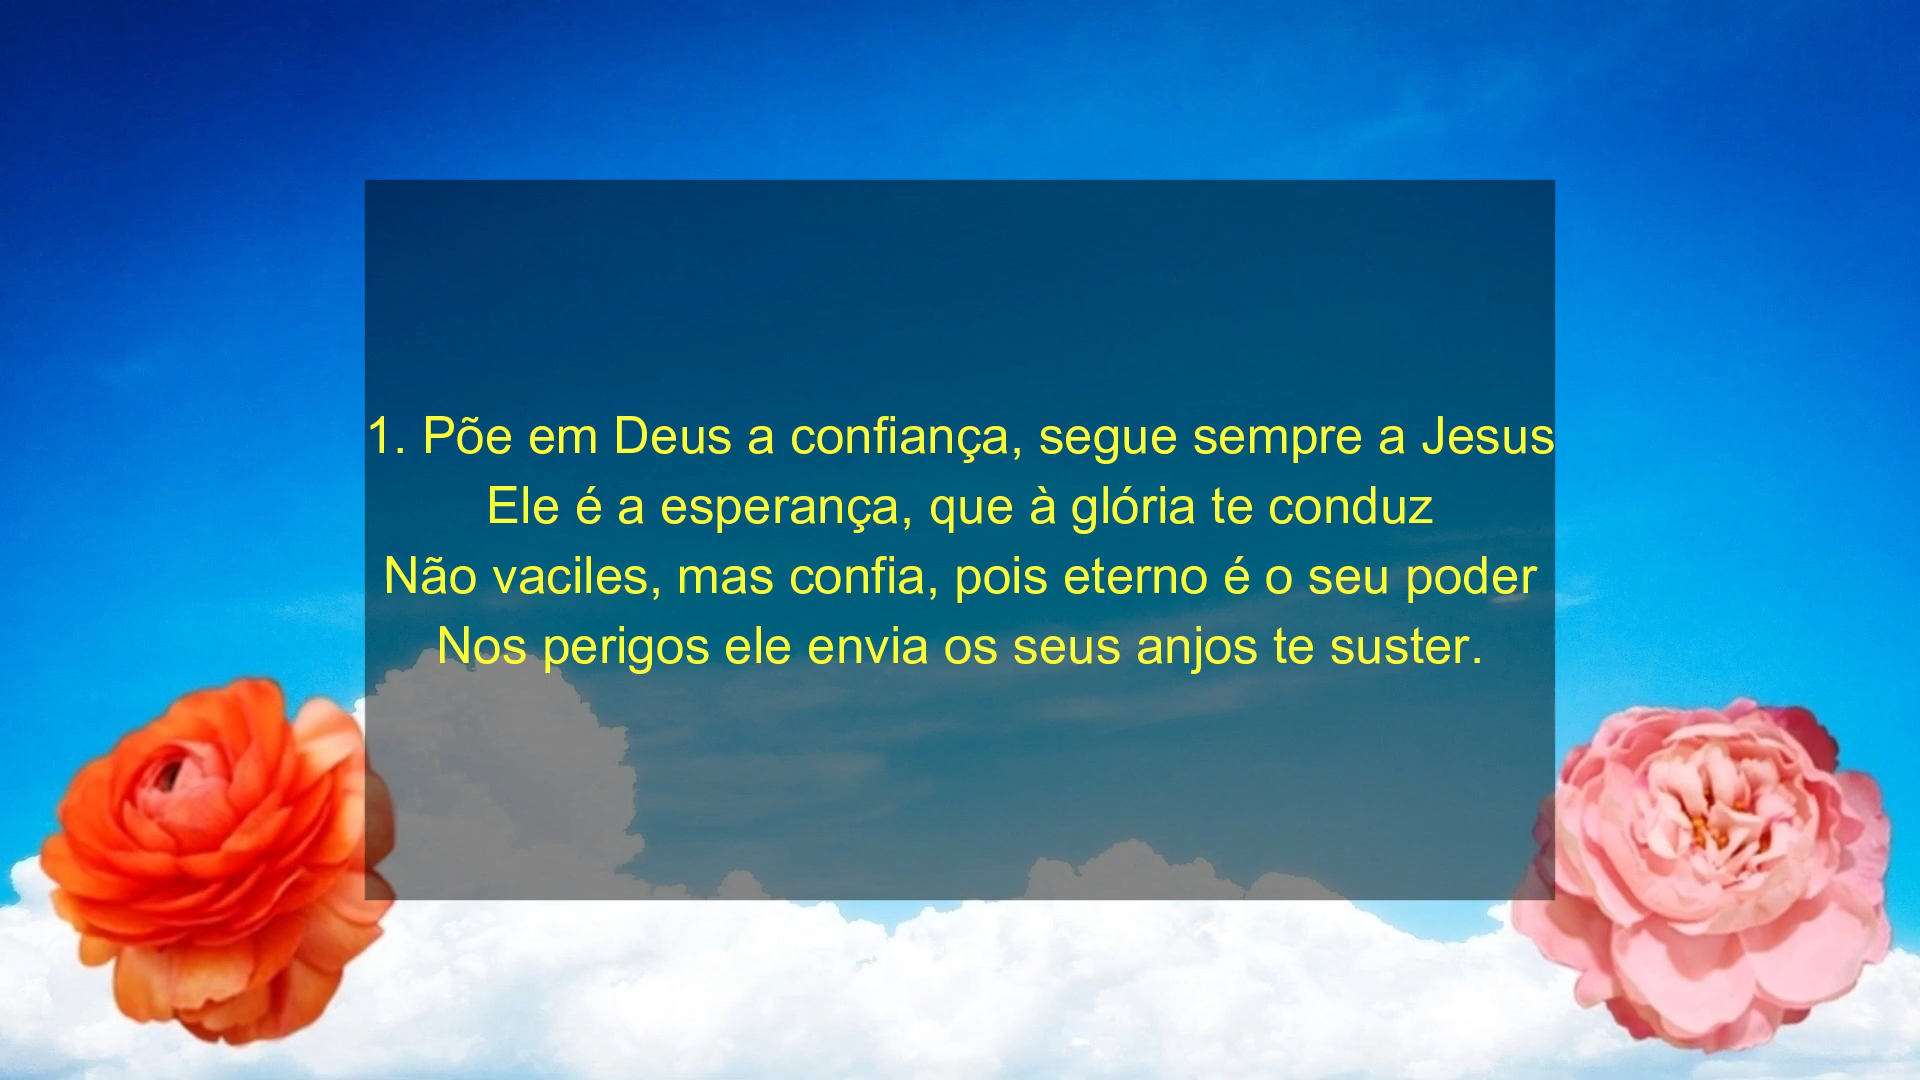 1. Põe em Deus a confiança, segue sempre a Jesus
Ele é a esperança, que à glória te conduz
Não vaciles, mas confia, pois eterno é o seu poder
Nos perigos ele envia os seus anjos te suster.